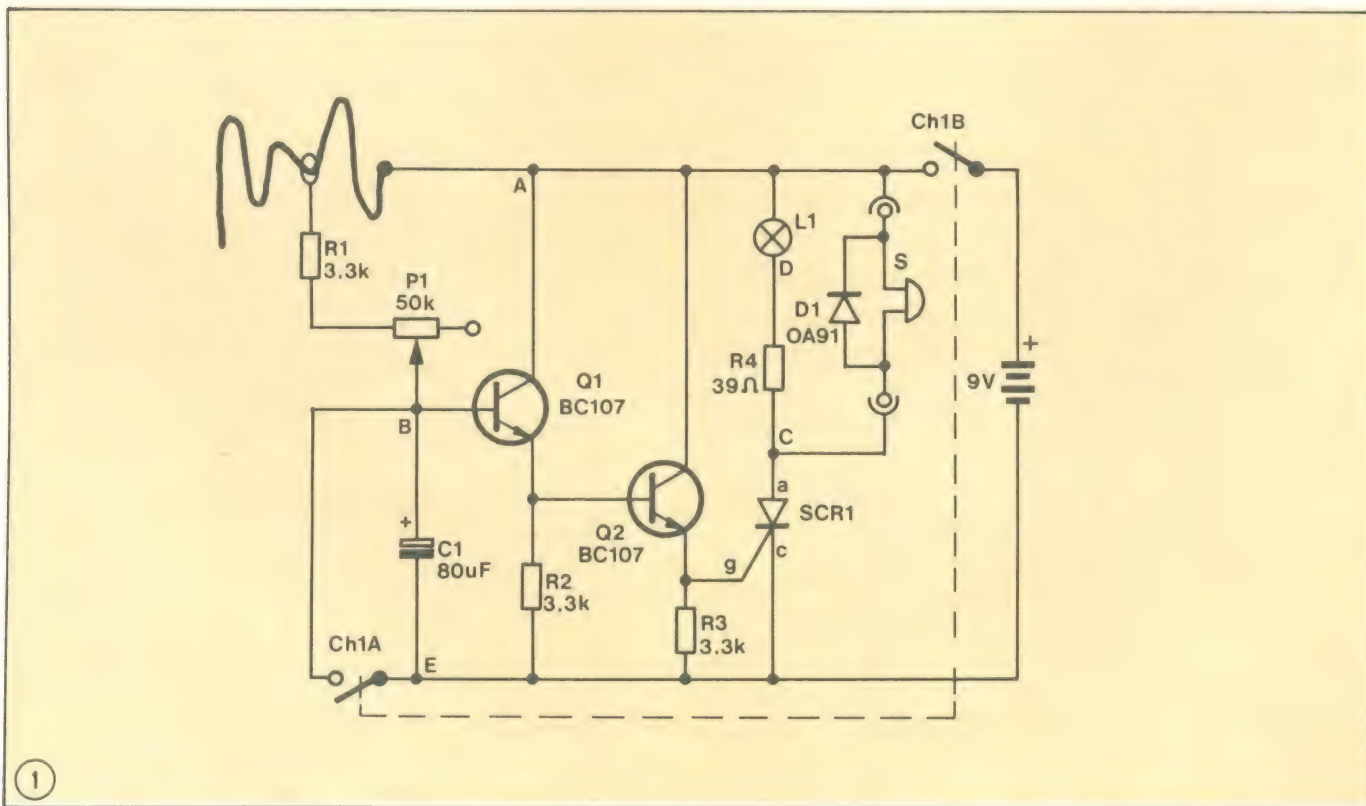 Ch1B
A
L1
R1
3.3k
D
S
P1
50k
D1
OA91
R4
39Ω
+
9V
Q1
BC107
B
C
a
SCR1
+
C1
80uF
Q2
BC107
g
c
R2
3.3k
R3
3.3k
Ch1A
E
1